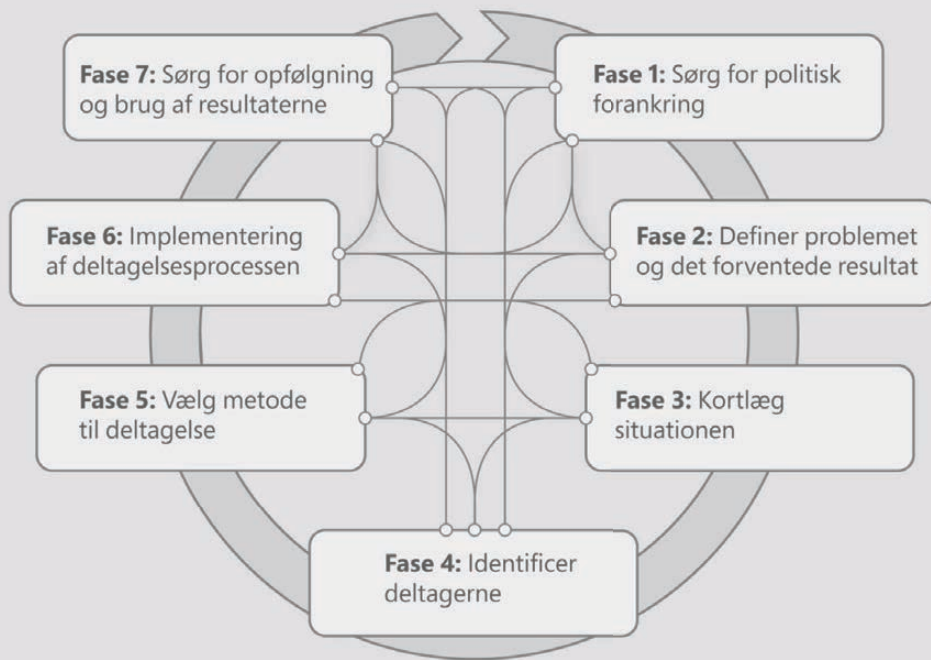 Fase 1: Sørg for politisk
forankring
Fase 2: Definer problemet
og det forventede resultat
Fase 3: Kortlæg
situationen
Fase 4: Identificer
deltagerne
Fase 5: Vælg metode
til deltagelse
Fase 6: Implementering
af deltagelsesprocessen
Fase 7: Sørg for opfølgning
og brug af resultaterne